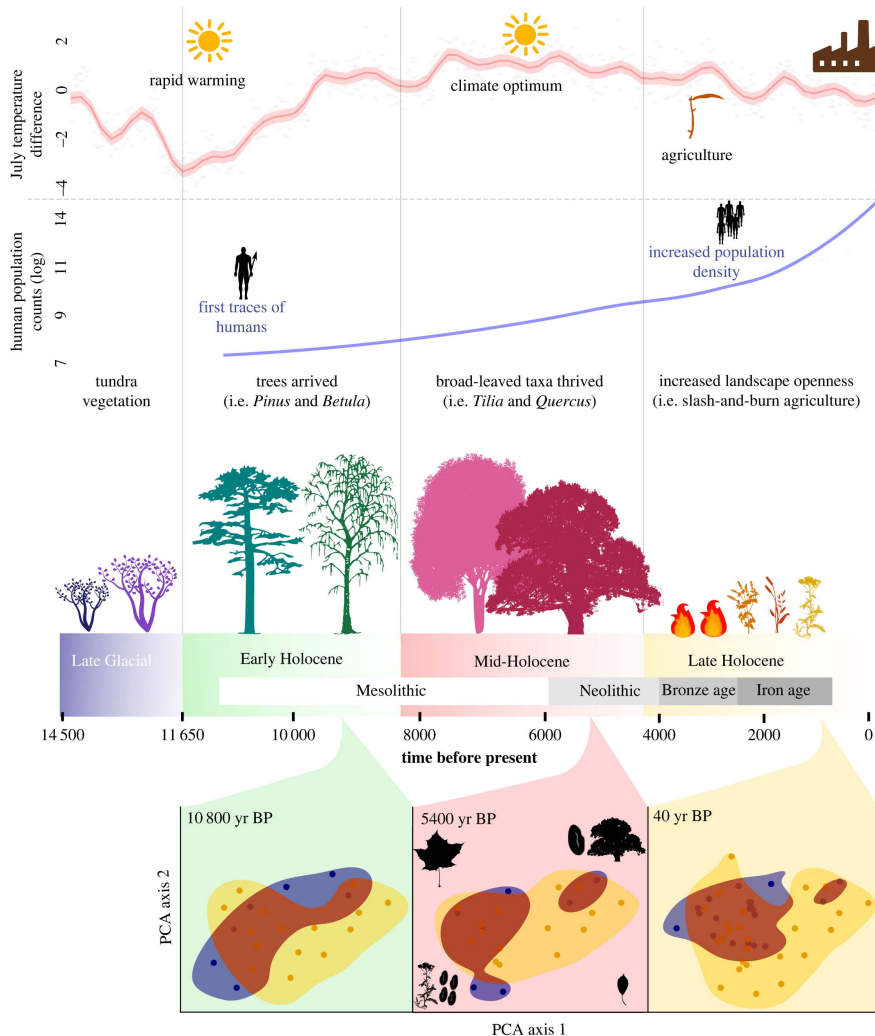 2
0
−2
−4
July temperature
difference
rapid warming
climate optimum
agriculture
14
11
9
7
human population
counts (log)
first traces of
humans
increased population
density
tundra
vegetation
trees arrived
(i.e. Pinus and Betula)
broad-leaved taxa thrived
(i.e. Tilia and Quercus)
increased landscape openness
(i.e. slash-and-burn agriculture)
Late Glacial
Early Holocene
Mid-Holocene
Late Holocene
Mesolithic
Neolithic
Bronze age
Iron age
14 500
11 650
10 000
8000
6000
4000
2000
0
time before present
10 800 yr BP
5400 yr BP
40 yr BP
PCA axis 2
PCA axis 1